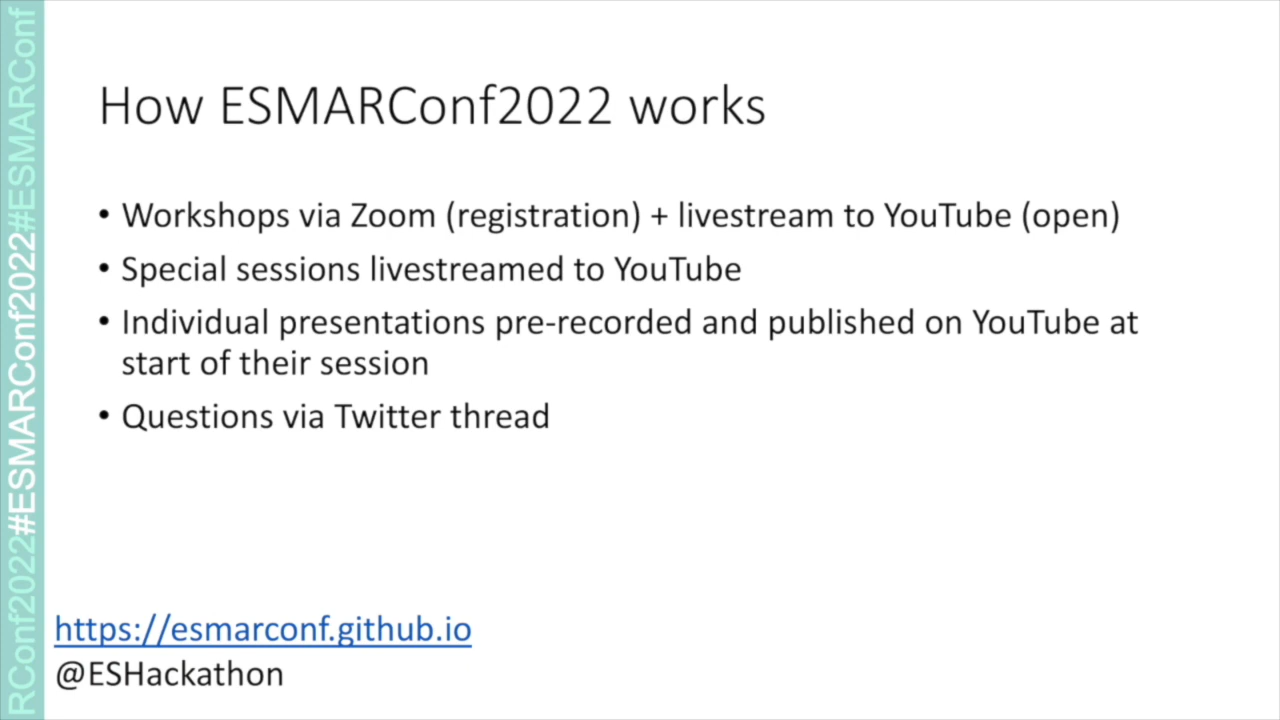 How ESMARConf2022 works
• Workshops via Zoom (registration) + livestream to YouTube (open)
• Special sessions livestreamed to YouTube
• Individual presentations pre-recorded and published on YouTube at
start of their session
• Questions via Twitter thread
https://esmarconf.github.io
@ESHackathon
RConf2022#ESMARConf2022#ESMARConf